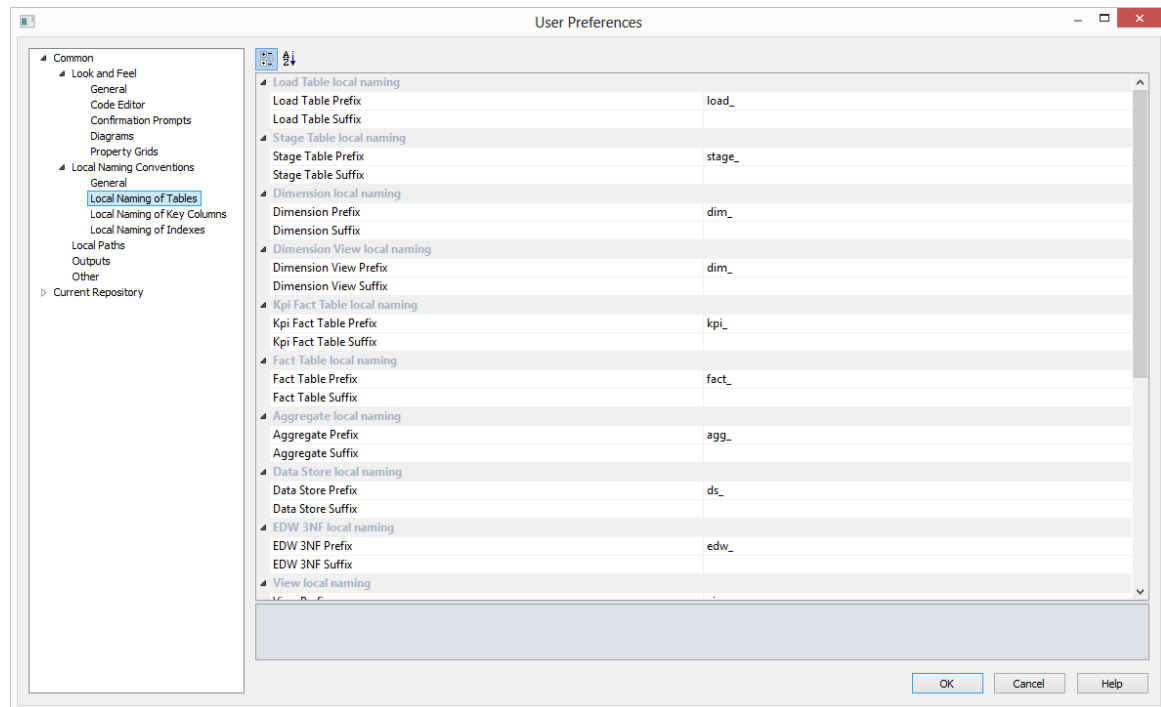 User Preferences
Common
Look and Feel
General
Code Editor
Confirmation Prompts
Diagrams
Property Grids
Local Naming Conventions
General
Local Naming of Tables
Local Naming of Key Columns
Local Naming of Indexes
Local Paths
Outputs
Other
Current Repository
Load Table local naming
Load Table Prefix load_
Load Table Suffix
Stage Table local naming
Stage Table Prefix stage_
Stage Table Suffix
Dimension local naming
Dimension Prefix dim_
Dimension Suffix
Dimension View local naming
Dimension View Prefix dim_
Dimension View Suffix
Kpi Fact Table local naming
Kpi Fact Table Prefix kpi_
Kpi Fact Table Suffix
Fact Table local naming
Fact Table Prefix fact_
Fact Table Suffix
Aggregate local naming
Aggregate Prefix agg_
Aggregate Suffix
Data Store local naming
Data Store Prefix ds_
Data Store Suffix
EDW 3NF local naming
EDW 3NF Prefix edw_
EDW 3NF Suffix
View local naming
OK Cancel Help